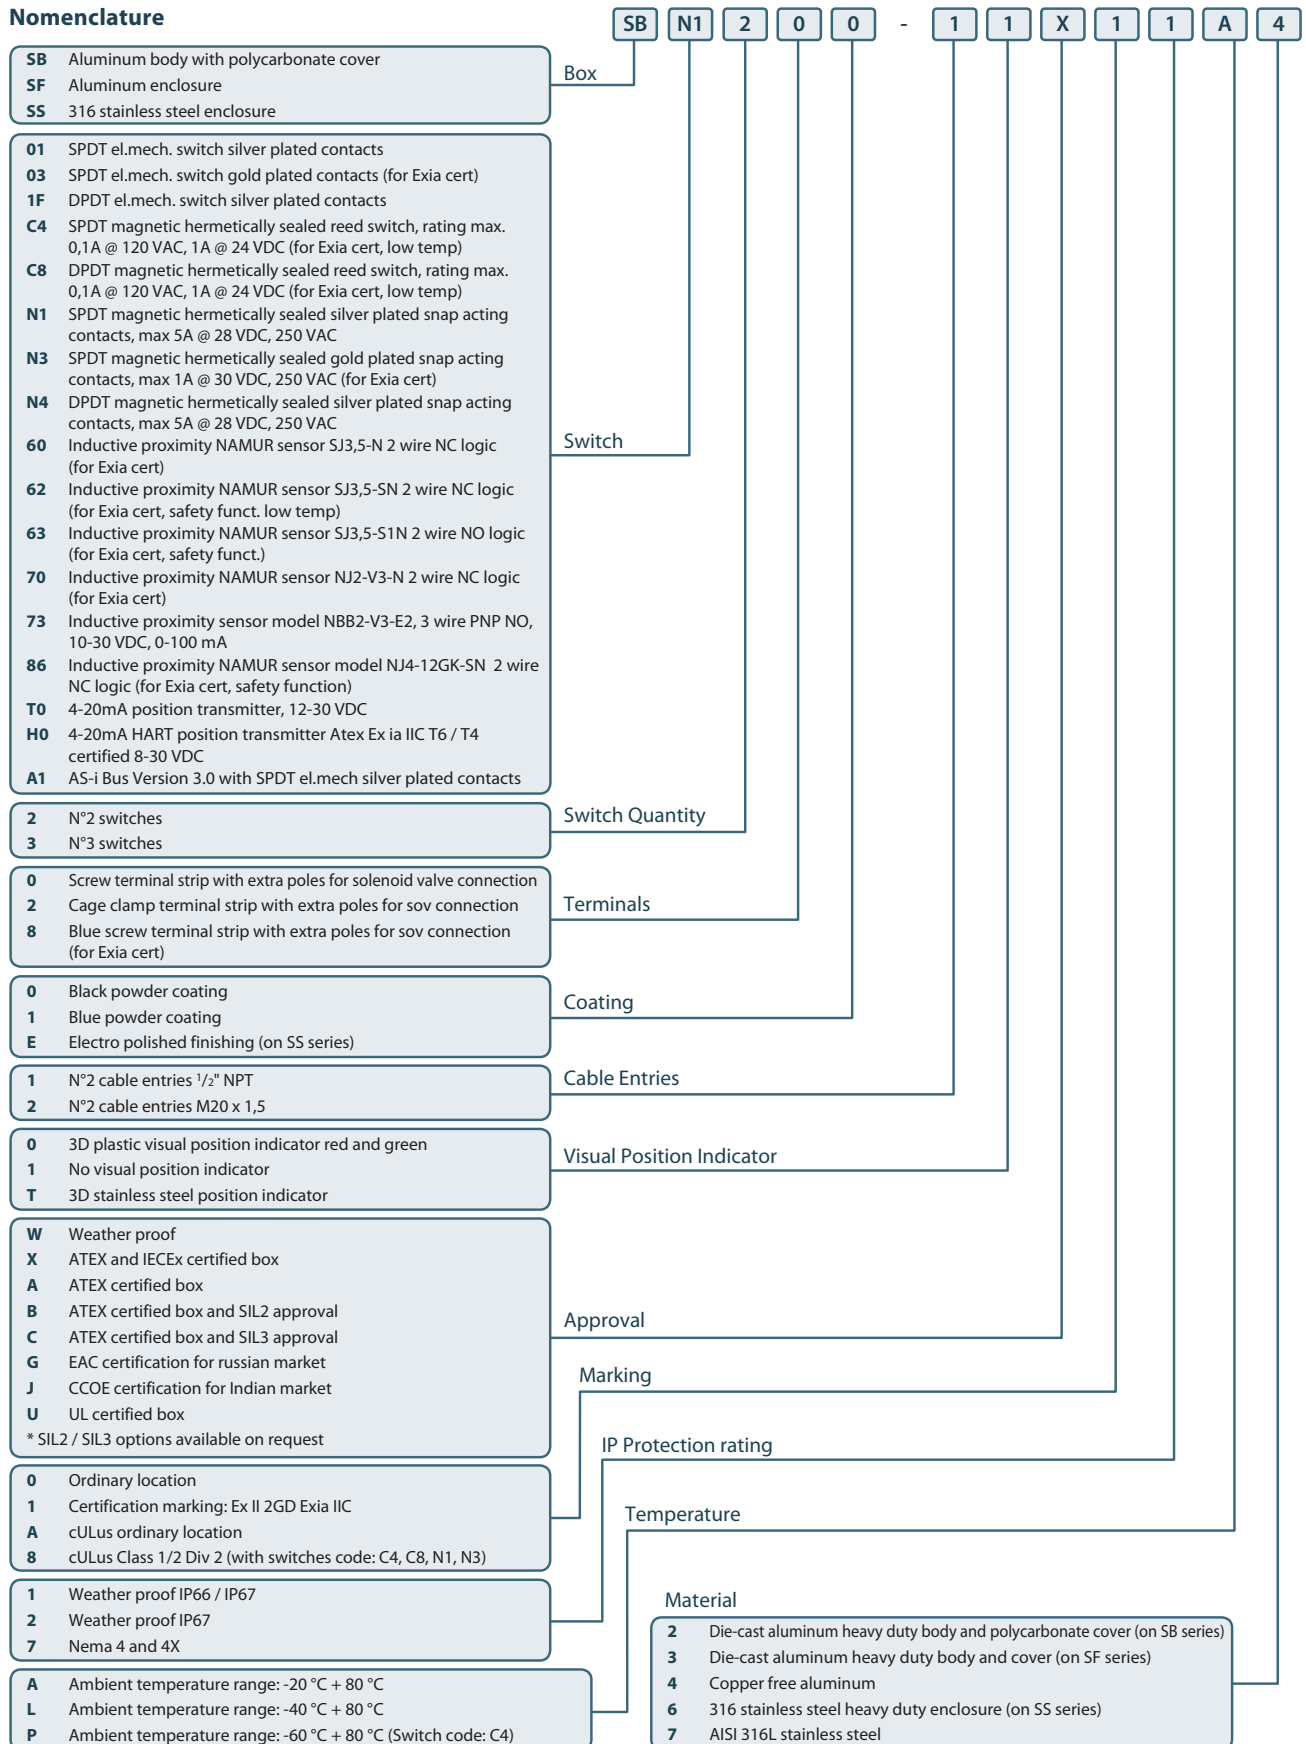 Nomenclature
SB N1 2 0 0 - 1 1 X 1 1 A 4
SB Aluminum body with polycarbonate cover
SF Aluminum enclosure
SS 316 stainless steel enclosure
Box
01 SPDT el.mech. switch silver plated contacts
03 SPDT el.mech. switch gold plated contacts (for Exia cert)
1F DPDT el.mech. switch silver plated contacts
C4 SPDT magnetic hermetically sealed reed switch, rating max.
0,1A @ 120 VAC, 1A @ 24 VDC (for Exia cert, low temp)
C8 DPDT magnetic hermetically sealed reed switch, rating max.
0,1A @ 120 VAC, 1A @ 24 VDC (for Exia cert, low temp)
N1 SPDT magnetic hermetically sealed silver plated snap acting
contacts, max 5A @ 28 VDC, 250 VAC
N3 SPDT magnetic hermetically sealed gold plated snap acting
contacts, max 1A @ 30 VDC, 250 VAC (for Exia cert)
N4 DPDT magnetic hermetically sealed silver plated snap acting
contacts, max 5A @ 28 VDC, 250 VAC
60 Inductive proximity NAMUR sensor SJ3,5-N 2 wire NC logic
(for Exia cert)
62 Inductive proximity NAMUR sensor SJ3,5-SN 2 wire NC logic
(for Exia cert, safety funct. low temp)
63 Inductive proximity NAMUR sensor SJ3,5-S1N 2 wire NO logic
(for Exia cert, safety funct.)
70 Inductive proximity NAMUR sensor NJ2-V3-N 2 wire NC logic
(for Exia cert)
73 Inductive proximity sensor model NBB2-V3-E2, 3 wire PNP NO,
10-30 VDC, 0-100 mA
86 Inductive proximity NAMUR sensor model NJ4-12GK-SN 2 wire
NC logic (for Exia cert, safety function)
T0 4-20mA position transmitter, 12-30 VDC
H0 4-20mA HART position transmitter Atex Ex ia IIC T6 / T4
certified 8-30 VDC
A1 AS-i Bus Version 3.0 with SPDT el.mech silver plated contacts
Switch
2 N°2 switches
3 N°3 switches
Switch Quantity
0 Screw terminal strip with extra poles for solenoid valve connection
2 Cage clamp terminal strip with extra poles for sov connection
8 Blue screw terminal strip with extra poles for sov connection
(for Exia cert)
Terminals
0 Black powder coating
1 Blue powder coating
E Electro polished finishing (on SS series)
Coating
1 N°2 cable entries 1/2" NPT
2 N°2 cable entries M20 x 1,5
Cable Entries
0 3D plastic visual position indicator red and green
1 No visual position indicator
T 3D stainless steel position indicator
Visual Position Indicator
W Weather proof
X ATEX and IECEx certified box
A ATEX certified box
B ATEX certified box and SIL2 approval
C ATEX certified box and SIL3 approval
G EAC certification for russian market
J CCOE certification for Indian market
U UL certified box
* SIL2 / SIL3 options available on request
Approval
Marking
0 Ordinary location
1 Certification marking: Ex II 2GD Exia IIC
A cULus ordinary location
8 cULus Class 1/2 Div 2 (with switches code: C4, C8, N1, N3)
IP Protection rating
1 Weather proof IP66 / IP67
2 Weather proof IP67
7 Nema 4 and 4X
Temperature
A Ambient temperature range: -20 °C + 80 °C
L Ambient temperature range: -40 °C + 80 °C
P Ambient temperature range: -60 °C + 80 °C (Switch code: C4)
Material
2 Die-cast aluminum heavy duty body and polycarbonate cover (on SB series)
3 Die-cast aluminum heavy duty body and cover (on SF series)
4 Copper free aluminum
6 316 stainless steel heavy duty enclosure (on SS series)
7 AISI 316L stainless steel